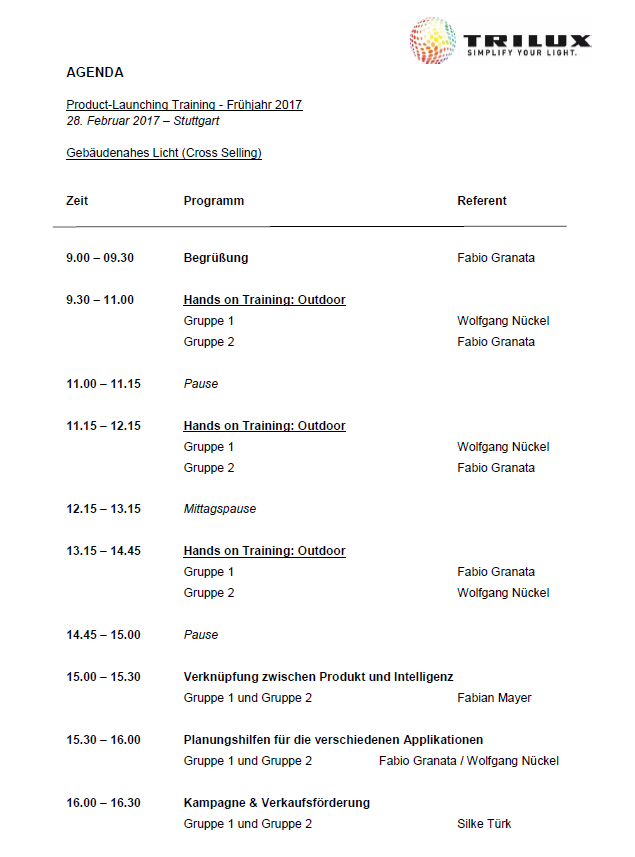 TRILUX
SIMPLIFY YOUR LIGHT.
AGENDA
Product-Launching Training - Frühjahr 2017
28. Februar 2017 – Stuttgart
Gebäudenahes Licht (Cross Selling)
Zeit Programm Referent
9.00 – 09.30 Begrüßung Fabio Granata
9.30 – 11.00 Hands on Training: Outdoor
Gruppe 1 Wolfgang Nückel
Gruppe 2 Fabio Granata
11.00 – 11.15 Pause
11.15 – 12.15 Hands on Training: Outdoor
Gruppe 1 Wolfgang Nückel
Gruppe 2 Fabio Granata
12.15 – 13.15 Mittagspause
13.15 – 14.45 Hands on Training: Outdoor
Gruppe 1 Fabio Granata
Gruppe 2 Wolfgang Nückel
14.45 – 15.00 Pause
15.00 – 15.30 Verknüpfung zwischen Produkt und Intelligenz
Gruppe 1 und Gruppe 2 Fabian Mayer
15.30 – 16.00 Planungshilfen für die verschiedenen Applikationen
Gruppe 1 und Gruppe 2 Fabio Granata / Wolfgang Nückel
16.00 – 16.30 Kampagne & Verkaufsförderung
Gruppe 1 und Gruppe 2 Silke Türk